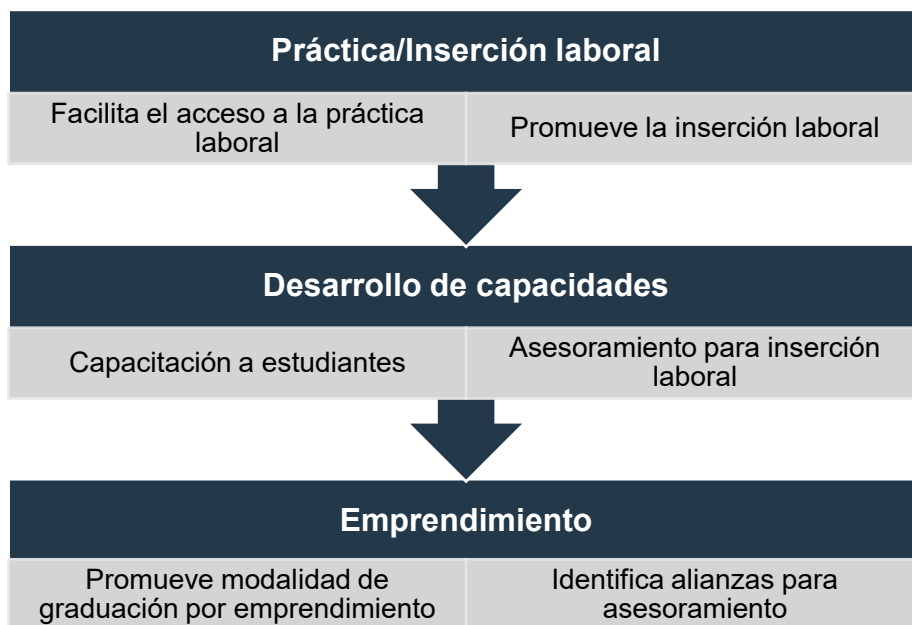 Práctica/Inserción laboral
Facilita el acceso a la práctica
laboral
Promueve la inserción laboral
Desarrollo de capacidades
Capacitación a estudiantes
Asesoramiento para inserción
laboral
Emprendimiento
Promueve modalidad de
graduación por emprendimiento
Identifica alianzas para
asesoramiento